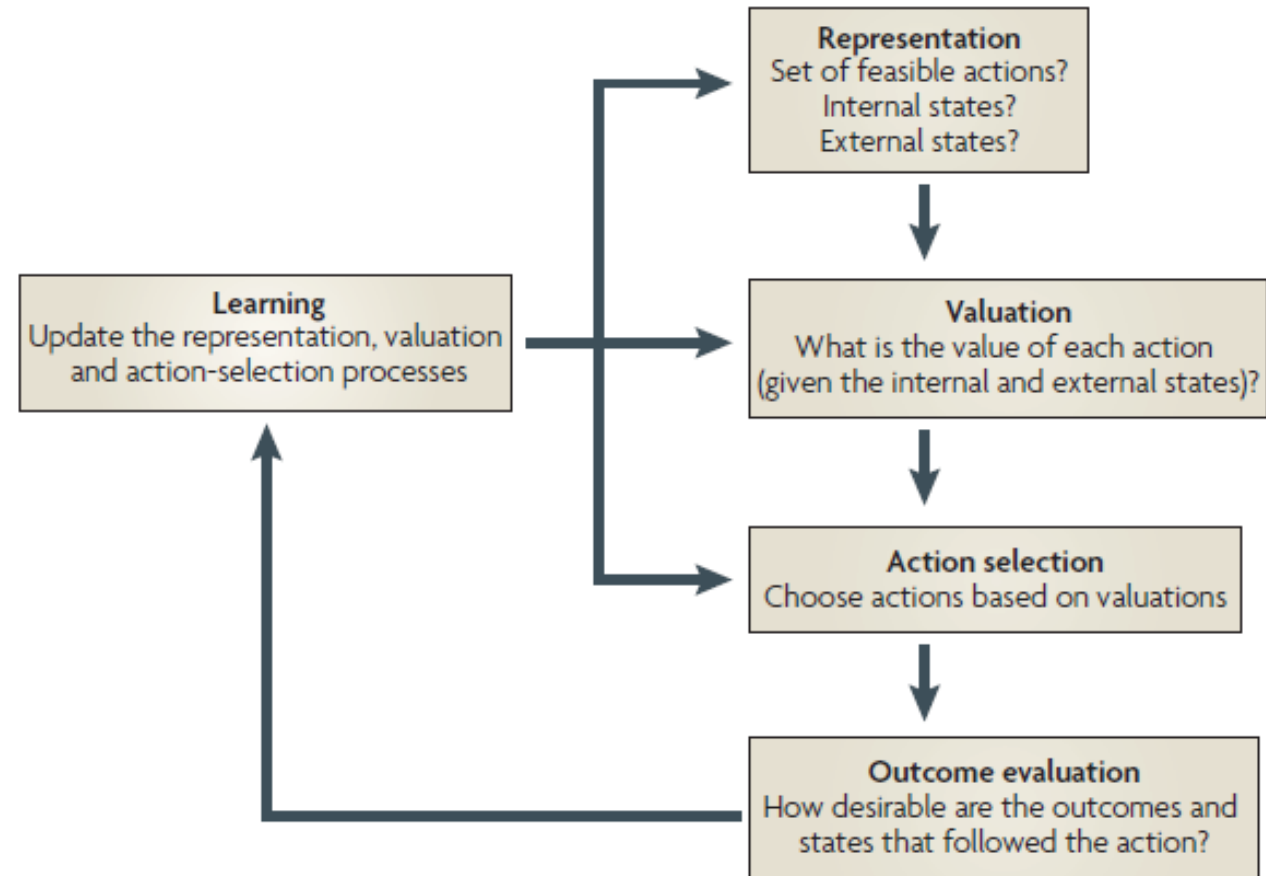 Representation
Set of feasible actions?
Internal states?
External states?
Learning
Update the representation, valuation
and action-selection processes
Valuation
What is the value of each action
(given the internal and external states)?
Action selection
Choose actions based on valuations
Outcome evaluation
How desirable are the outcomes and
states that followed the action?